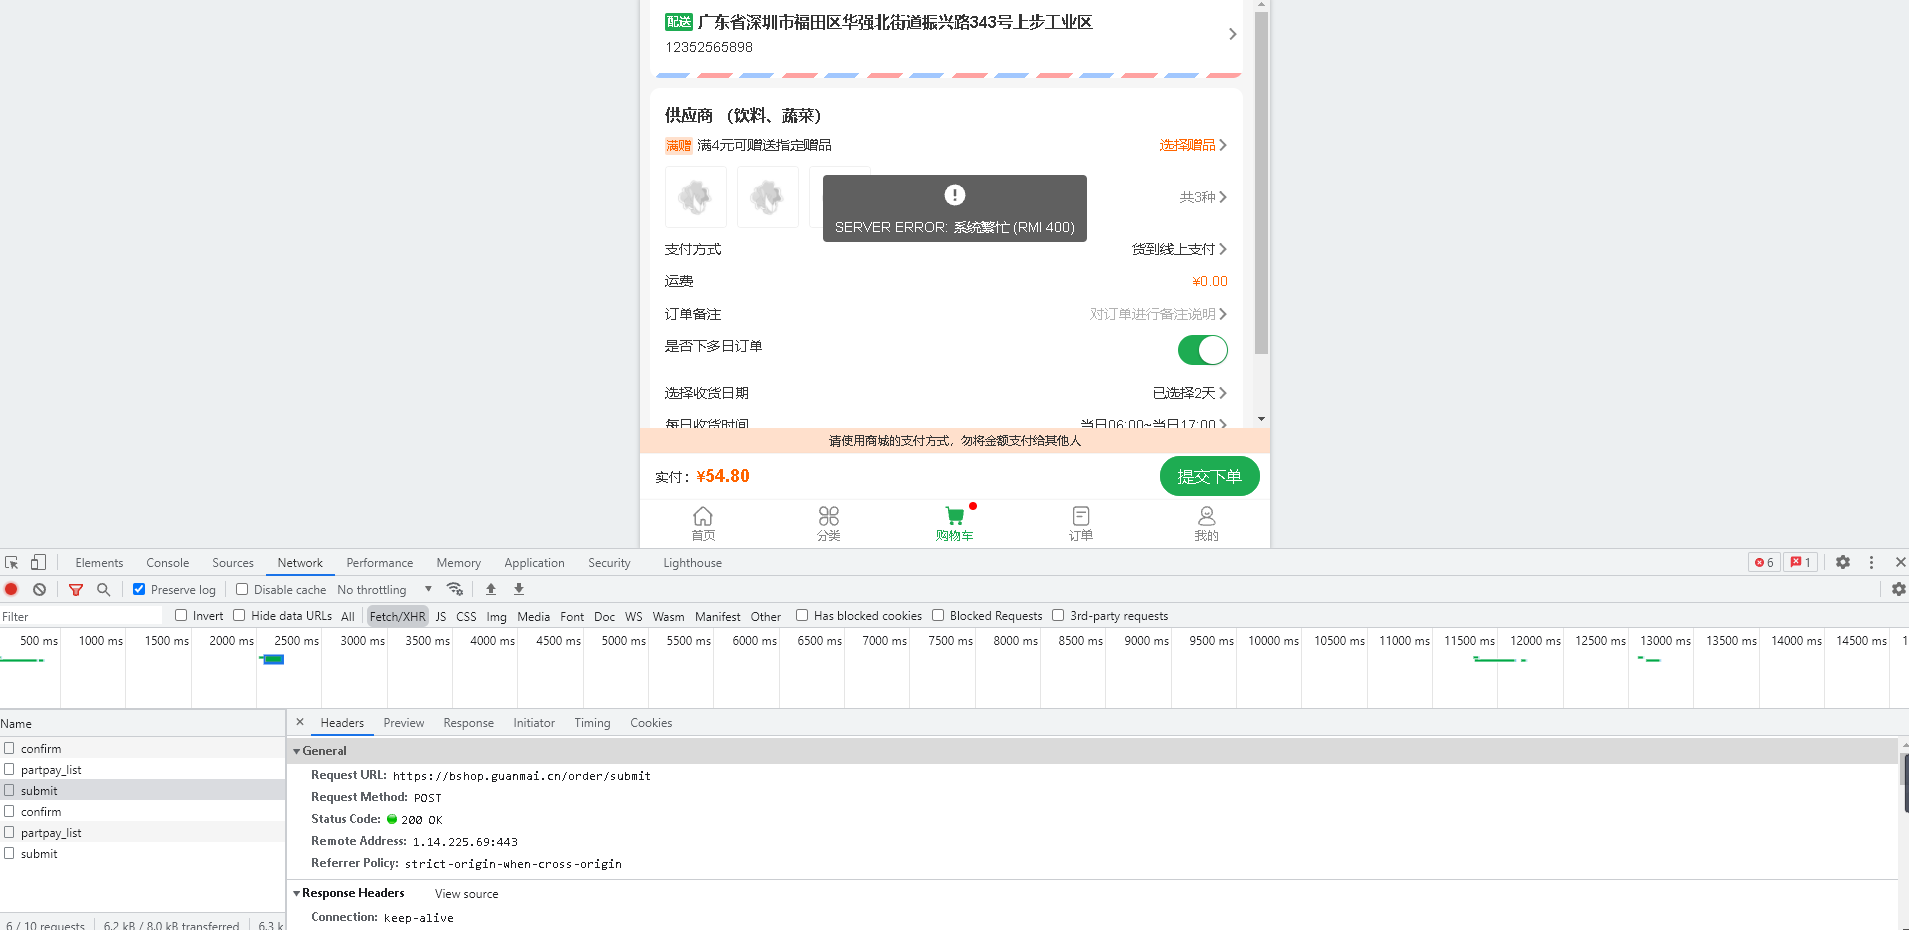 配送 广东省深圳市福田区华强北街道振兴路343号上步工业区
12352565898
供应商 （饮料、蔬菜）
满赠 满4元可赠送指定赠品 选择赠品
共3种
SERVER ERROR: 系统繁忙 (RMI 400)
支付方式 货到线上支付
运费 ¥0.00
订单备注 对订单进行备注说明
是否下多日订单
选择收货日期 已选择2天
每日收货时间 当日06:00~当日17:00
请使用商城的支付方式，勿将金额支付给其他人
实付：¥54.80 提交下单
首页 分类 购物车 订单 我的
Elements Console Sources Network Performance Memory Application Security Lighthouse 6 1
Preserve log Disable cache No throttling
Filter Invert Hide data URLs All Fetch/XHR JS CSS Img Media Font Doc WS Wasm Manifest Other Has blocked cookies Blocked Requests 3rd-party requests
500 ms 1000 ms 1500 ms 2000 ms 2500 ms 3000 ms 3500 ms 4000 ms 4500 ms 5000 ms 5500 ms 6000 ms 6500 ms 7000 ms 7500 ms 8000 ms 8500 ms 9000 ms 9500 ms 10000 ms 10500 ms 11000 ms 11500 ms 12000 ms 12500 ms 13000 ms 13500 ms 14000 ms 14500 ms 1
Name
confirm
partpay_list
submit
confirm
partpay_list
submit
6 / 10 requests 6.2 kB / 8.0 kB transferred 6.3 k
Headers Preview Response Initiator Timing Cookies
General
Request URL: https://bshop.guanmai.cn/order/submit
Request Method: POST
Status Code: 200 OK
Remote Address: 1.14.225.69:443
Referrer Policy: strict-origin-when-cross-origin
Response Headers View source
Connection: keep-alive